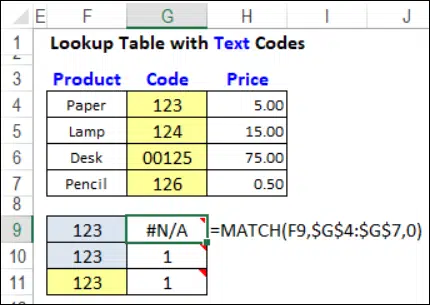 E F G H I J
1 Lookup Table with Text Codes
2
3 Product Code Price
4 Paper 123 5.00
5 Lamp 124 15.00
6 Desk 00125 75.00
7 Pencil 126 0.50
8
9 123 #N/A =MATCH(F9,$G$4:$G$7,0)
10 123 1
11 123 1